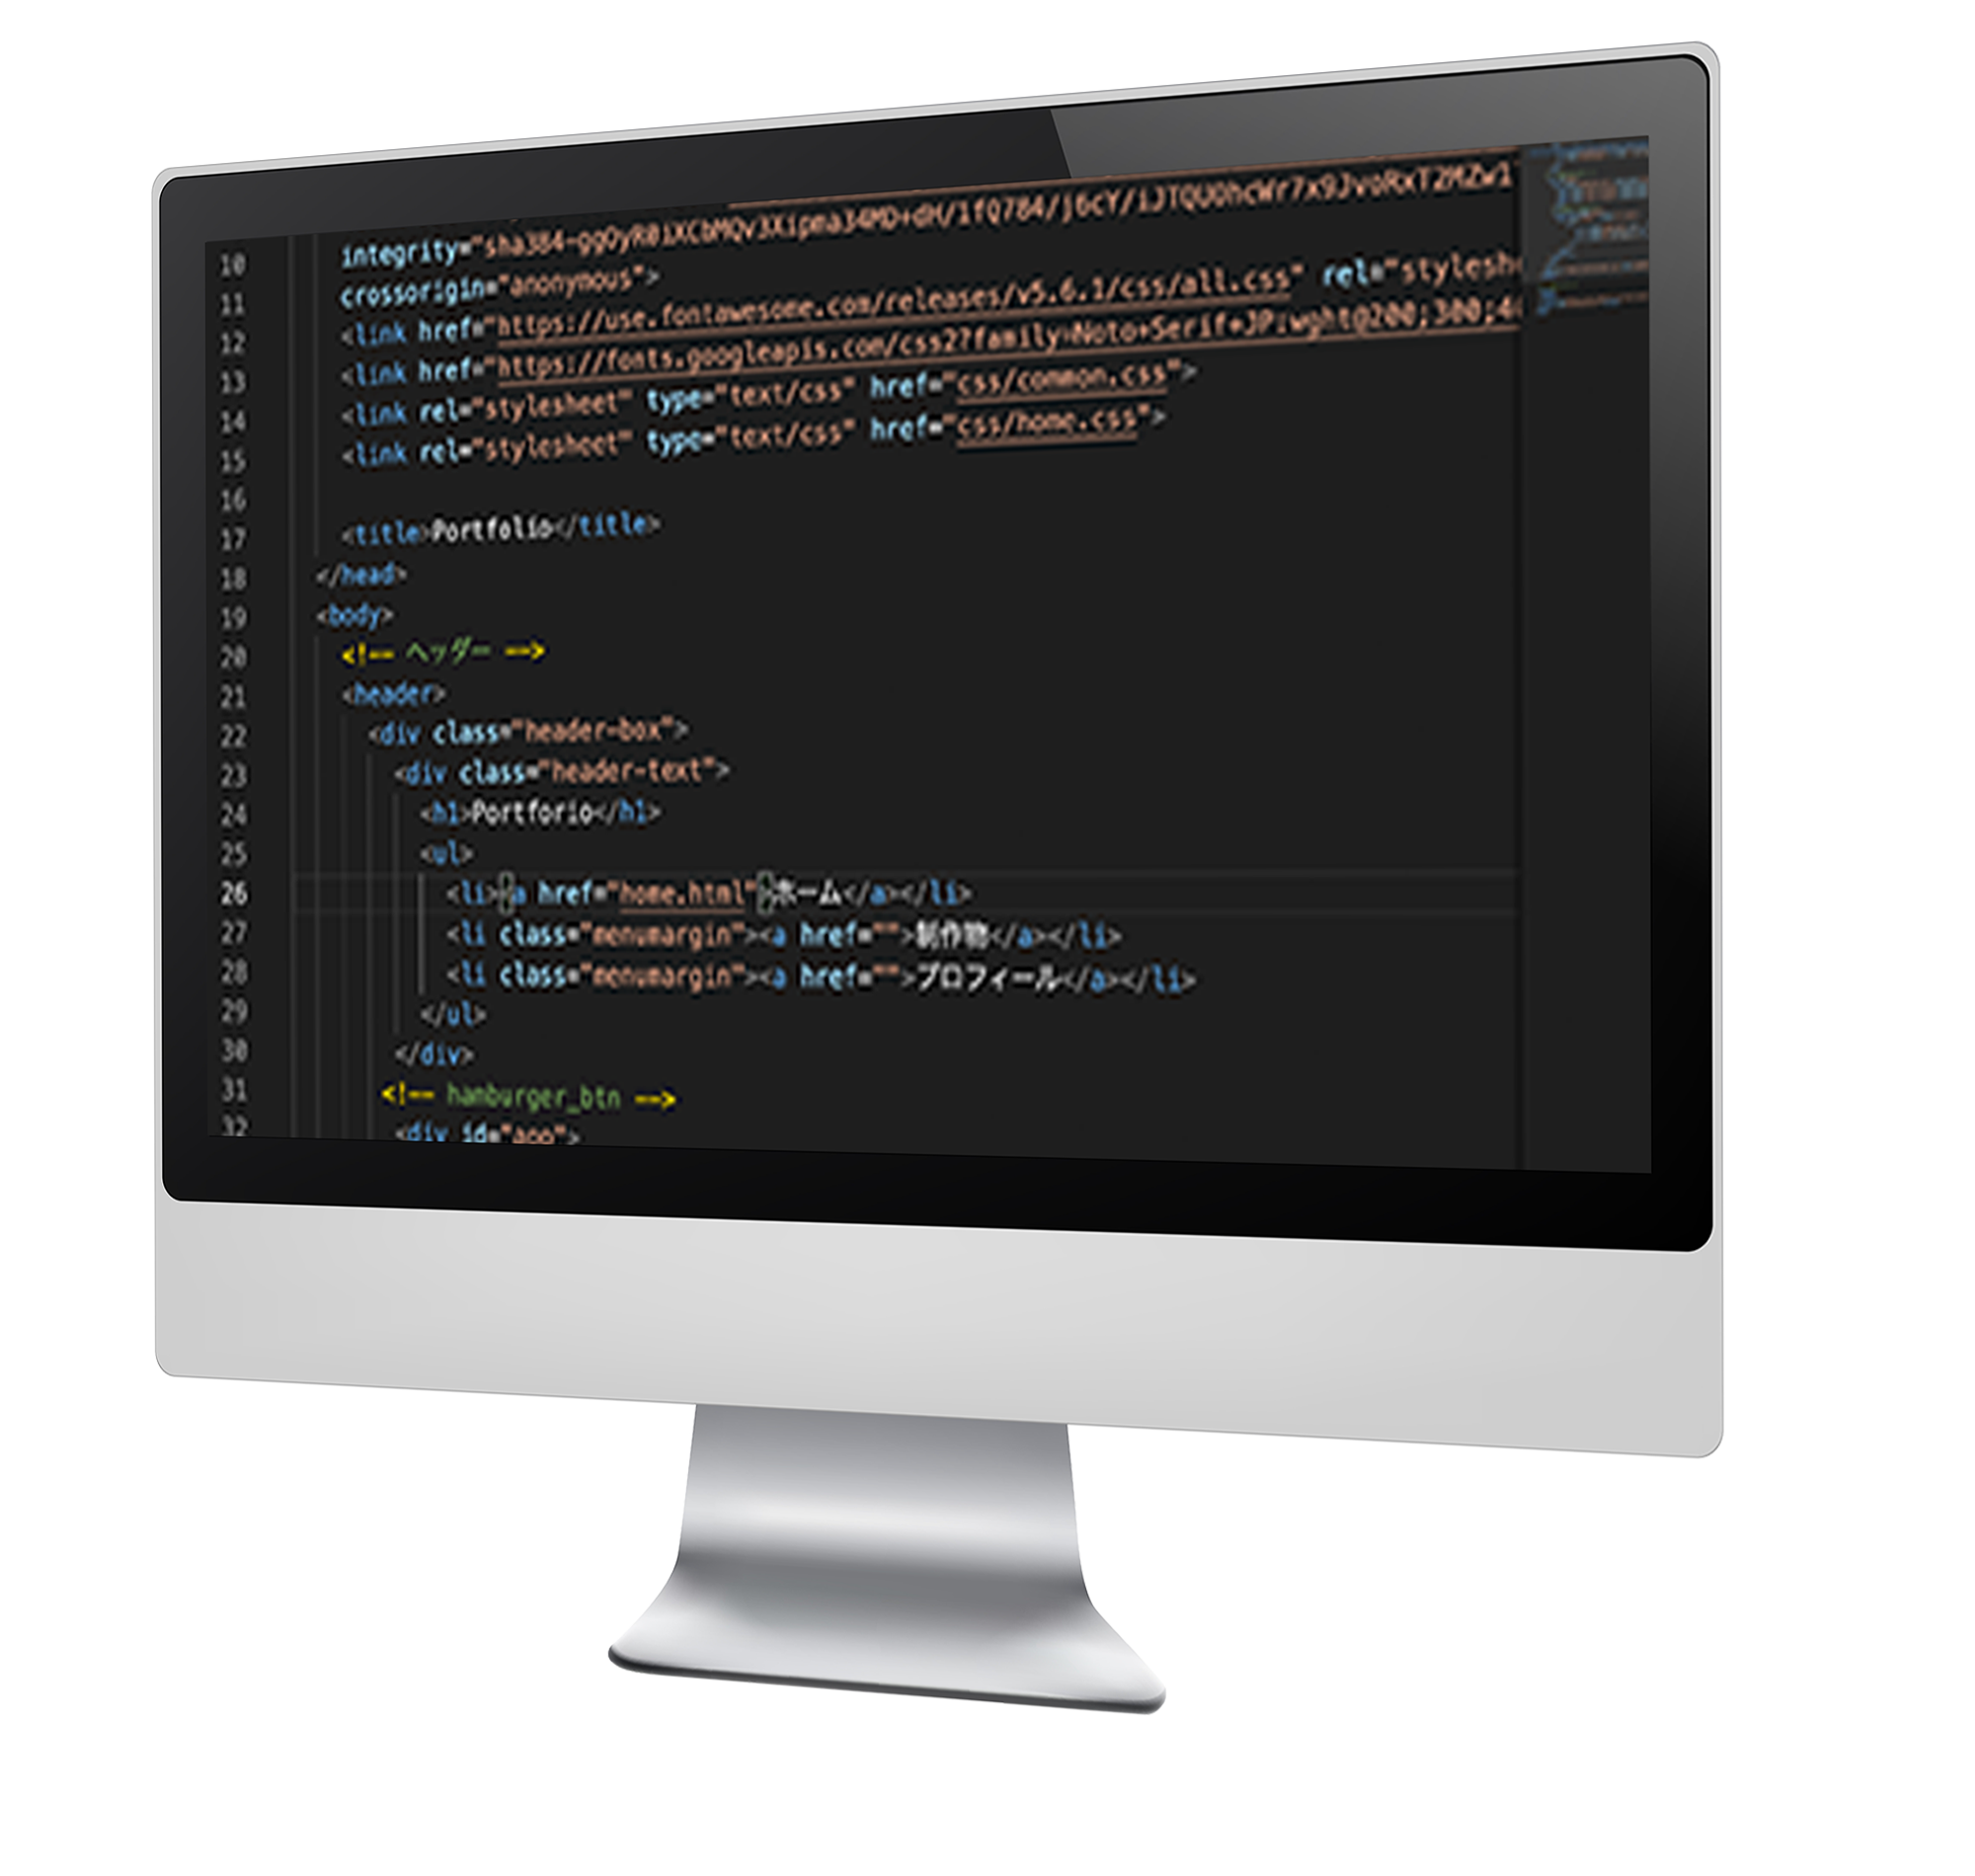 10 integrity="sha384-ggOyR0iXCbMQv3Xipma34MD+dH/1fQ784/j6cY/iJTQUOhcWr7x9JvoRxT2MZw1
11 crossorigin="anonymous">
12 <link href="https://use.fontawesome.com/releases/v5.6.1/css/all.css" rel="stylesh
13 <link href="https://fonts.googleapis.com/css2?family=Noto+Serif+JP:wght@200;300;4
14 <link rel="stylesheet" type="text/css" href="css/common.css">
15 <link rel="stylesheet" type="text/css" href="css/home.css">
16
17 <title>Portfolio</title>
18 </head>
19 <body>
20 <!-- ヘッダー -->
21 <header>
22 <div class="header-box">
23 <div class="header-text">
24 <h1>Portforio</h1>
25 <ul>
26 <li><a href="home.html">ホーム</a></li>
27 <li class="menumargin"><a href="">制作物</a></li>
28 <li class="menumargin"><a href="">プロフィール</a></li>
29 </ul>
30 </div>
31 <!-- hamburger_btn -->
32 <div id="app">